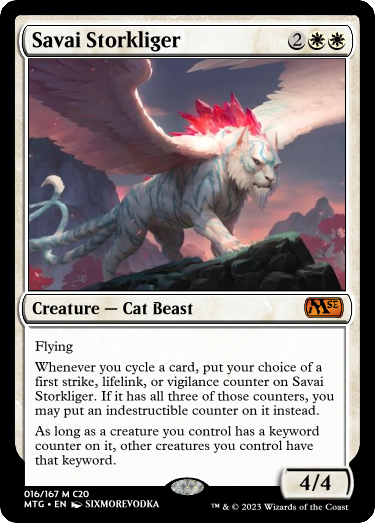 Savai Storkliger 2
Creature — Cat Beast MSE
Flying
Whenever you cycle a card, put your choice of a
first strike, lifelink, or vigilance counter on Savai
Storkliger. If it has all three of those counters, you
may put an indestructible counter on it instead.
As long as a creature you control has a keyword
counter on it, other creatures you control have
that keyword.
4/4
016/167 M C20
MTG • EN SIXMOREVODKA
™ & © 2023 Wizards of the Coast